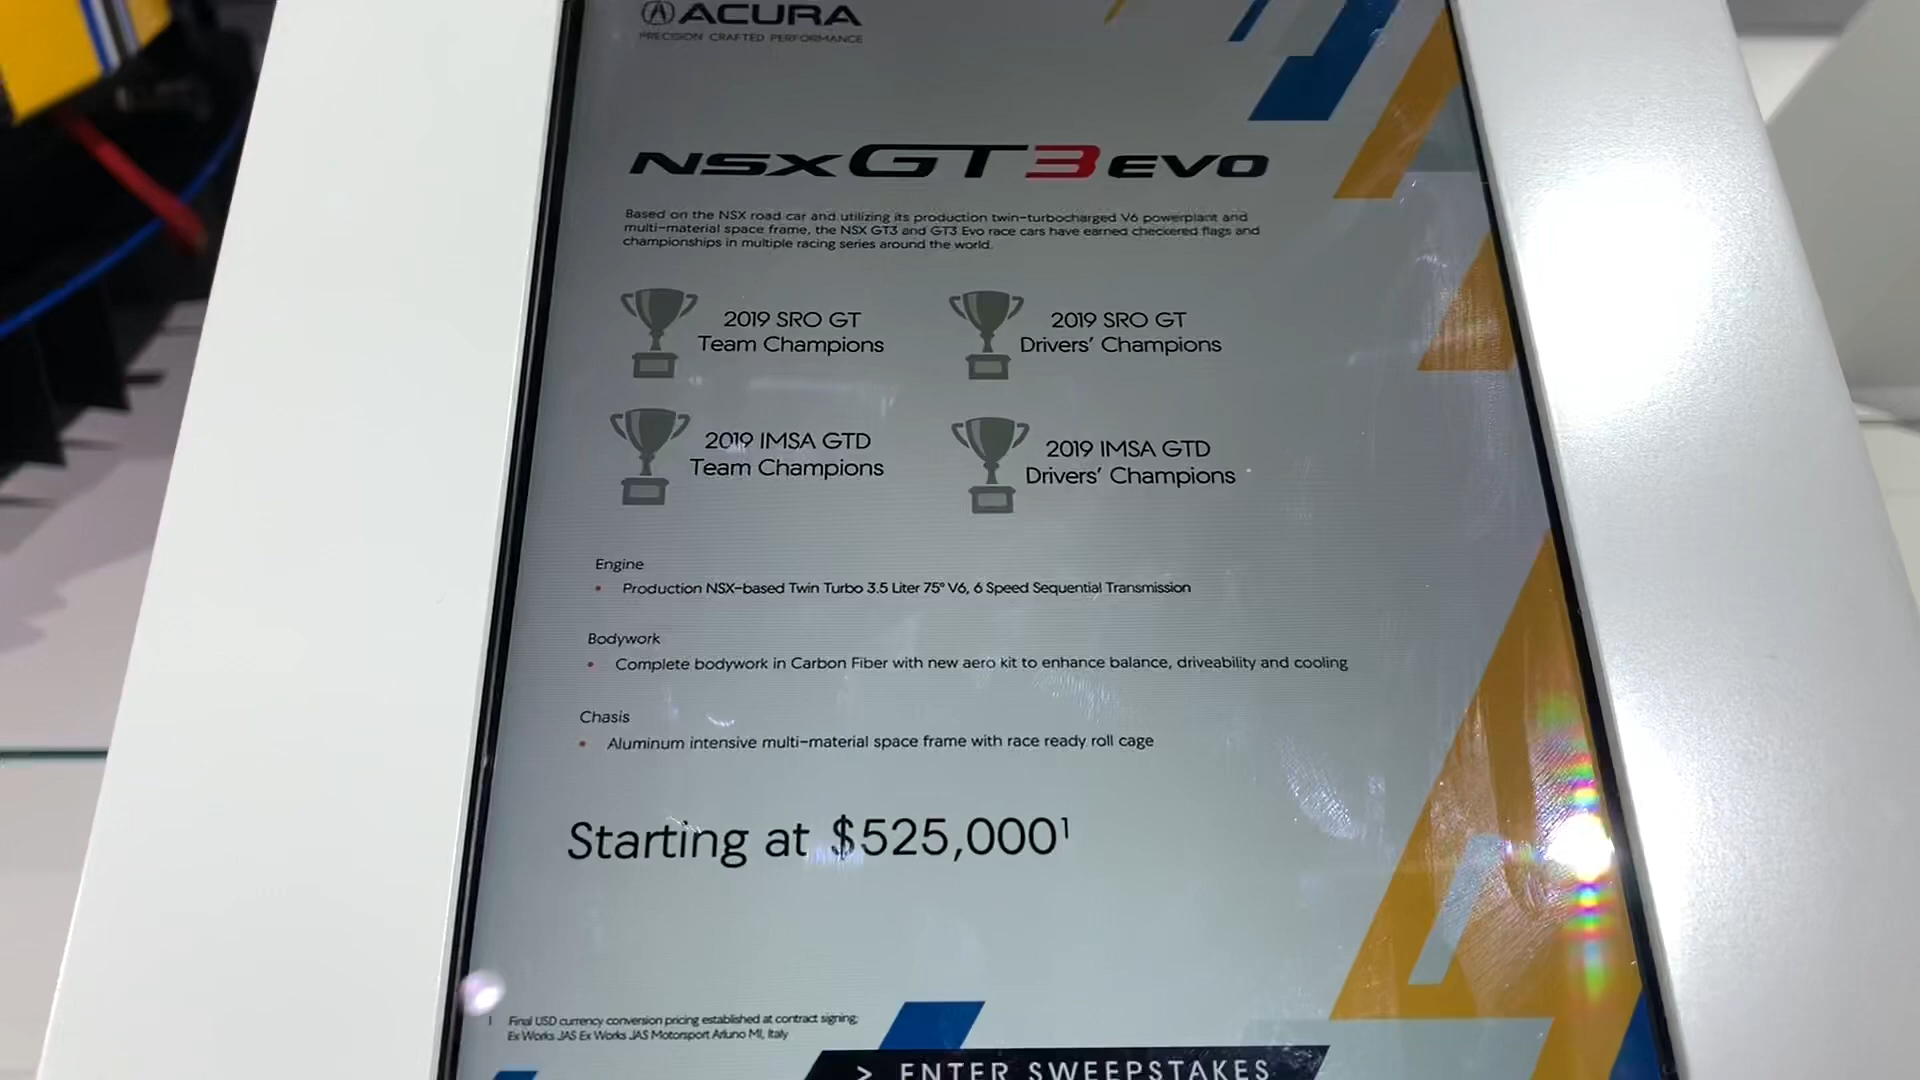 ACURA
PRECISION CRAFTED PERFORMANCE
NSX GT3 EVO
Based on the NSX road car and utilizing its production twin-turbocharged V6 powerplant and
multi-material space frame, the NSX GT3 and GT3 Evo race cars have earned checkered flags and
championships in multiple racing series around the world.
2019 SRO GT
Team Champions
2019 SRO GT
Drivers’ Champions
2019 IMSA GTD
Team Champions
2019 IMSA GTD
Drivers’ Champions
Engine
• Production NSX-based Twin Turbo 3.5 Liter 75° V6, 6 Speed Sequential Transmission
Bodywork
• Complete bodywork in Carbon Fiber with new aero kit to enhance balance, driveability and cooling
Chasis
• Aluminum intensive multi-material space frame with race ready roll cage
Starting at $525,000¹
1 Final USD currency conversion pricing established at contract signing;
Ex Works JAS Ex Works JAS Motorsport Arluno MI, Italy
> ENTER SWEEPSTAKES